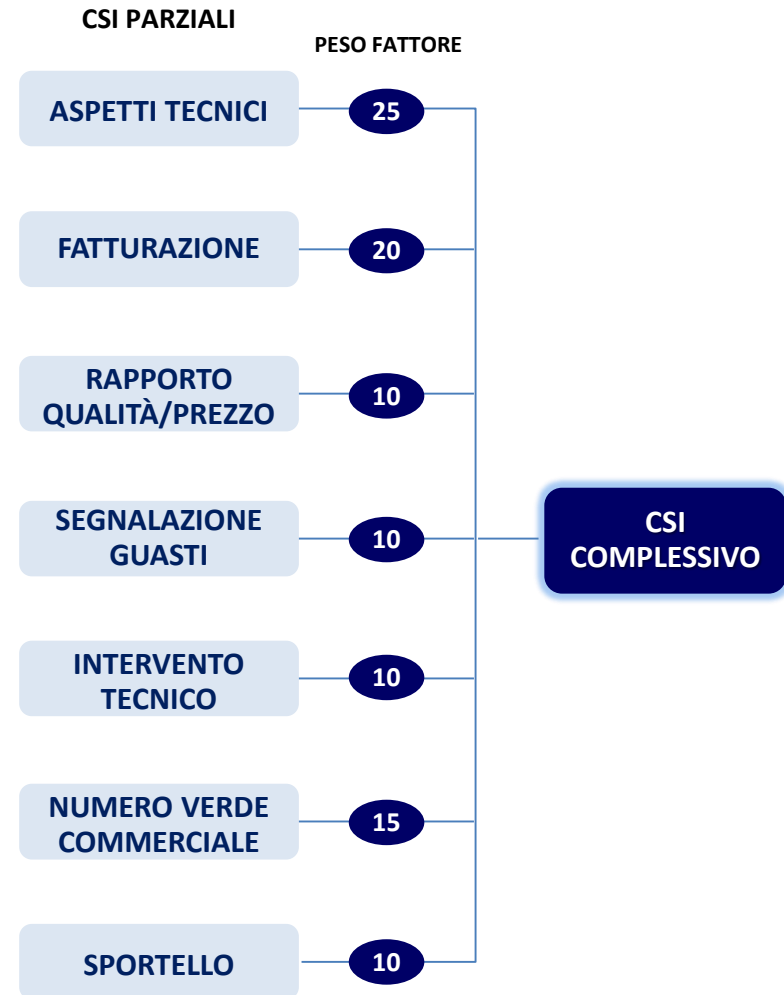 CSI PARZIALI
PESO FATTORE
ASPETTI TECNICI
25
FATTURAZIONE
20
RAPPORTO
QUALITÀ/PREZZO
10
SEGNALAZIONE
GUASTI
10
CSI
COMPLESSIVO
INTERVENTO
TECNICO
10
NUMERO VERDE
COMMERCIALE
15
SPORTELLO
10